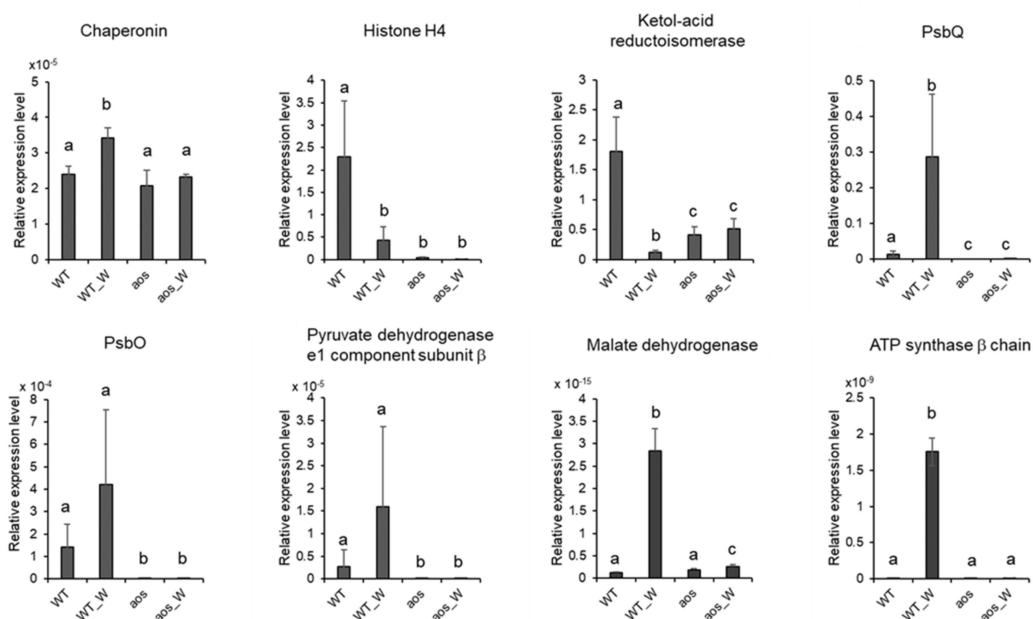 Chaperonin
x10-5
Relative expression level
5
4
3
2
1
0
a
b
a
a
WT
WT_W
aos
aos_W
Histone H4
Relative expression level
4
3.5
3
2.5
2
1.5
1
0.5
0
a
b
b
b
WT
WT_W
aos
aos_W
Ketol-acid
reductoisomerase
Relative expression level
3
2.5
2
1.5
1
0.5
0
a
b
c
c
WT
WT_W
aos
aos_W
PsbQ
Relative expression level
0.5
0.4
0.3
0.2
0.1
0
a
b
c
c
WT
WT_W
aos
aos_W
PsbO
x 10-4
Relative expression level
8
7
6
5
4
3
2
1
0
a
a
b
b
WT
WT_W
aos
aos_W
Pyruvate dehydrogenase
e1 component subunit β
x 10-5
Relative expression level
4
3.5
3
2.5
2
1.5
1
0.5
0
a
a
b
b
WT
WT_W
aos
aos_W
Malate dehydrogenase
x 10-15
Relative expression level
4
3.5
3
2.5
2
1.5
1
0.5
0
a
b
a
c
WT
WT_W
aos
aos_W
ATP synthase β chain
x10-9
Relative expression level
2.5
2
1.5
1
0.5
0
a
b
a
a
WT
WT_W
aos
aos_W